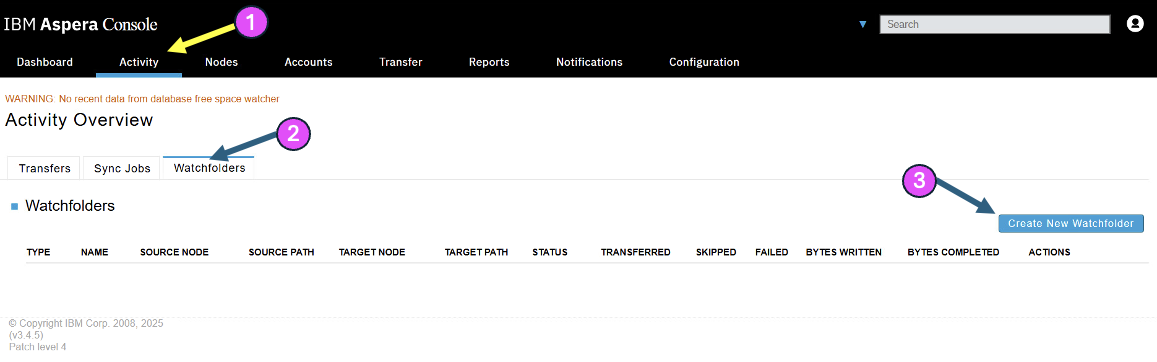 1
IBM Aspera Console
Search
Dashboard Activity Nodes Accounts Transfer Reports Notifications Configuration
WARNING: No recent data from database free space watcher
Activity Overview
2
Transfers Sync Jobs Watchfolders
3
Watchfolders
Create New Watchfolder
TYPE NAME SOURCE NODE SOURCE PATH TARGET NODE TARGET PATH STATUS TRANSFERRED SKIPPED FAILED BYTES WRITTEN BYTES COMPLETED ACTIONS
© Copyright IBM Corp. 2008, 2025
(v3.4.5)
Patch level 4